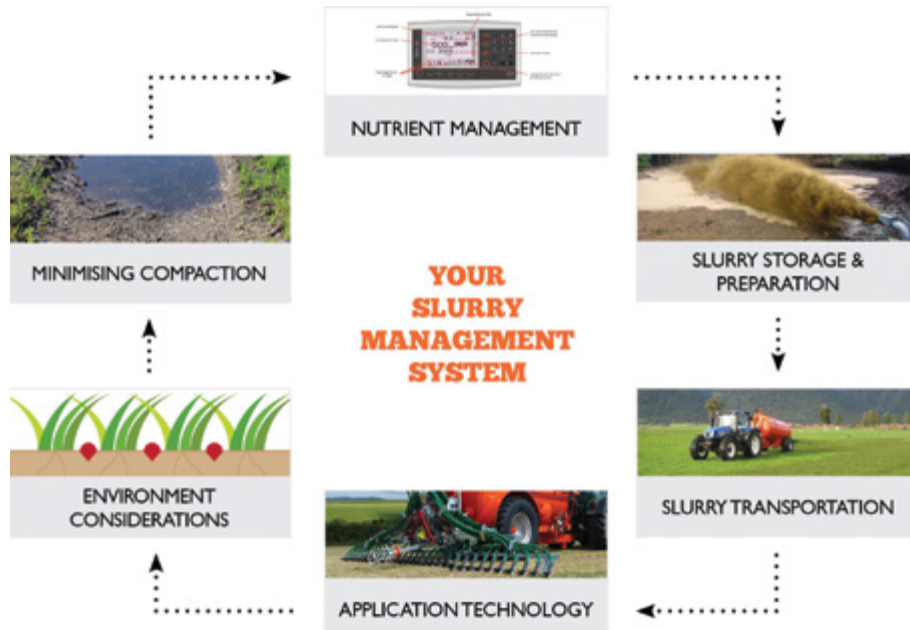 NUTRIENT MANAGEMENT
MINIMISING COMPACTION
SLURRY STORAGE &
PREPARATION
YOUR
SLURRY
MANAGEMENT
SYSTEM
ENVIRONMENT
CONSIDERATIONS
SLURRY TRANSPORTATION
APPLICATION TECHNOLOGY